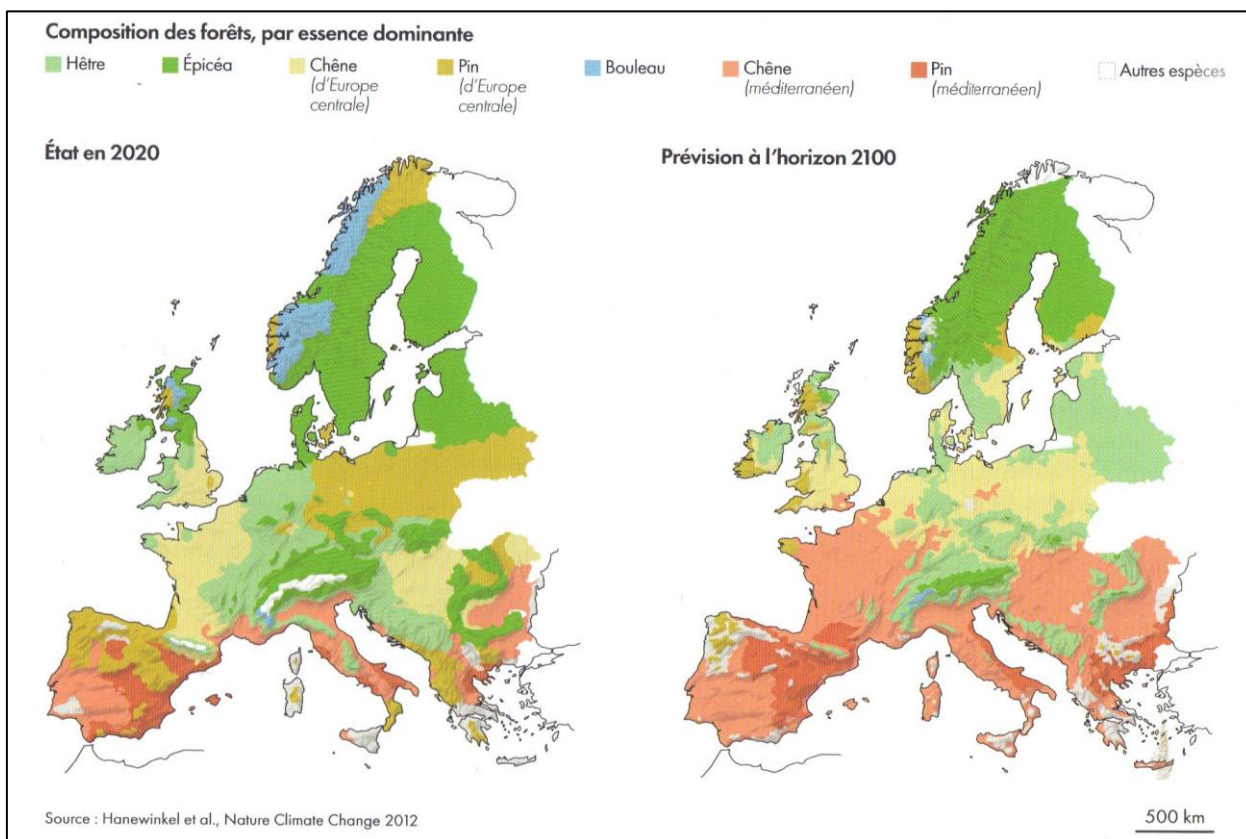 Composition des forêts, par essence dominante
Hêtre
Épicéa
Chêne
(d'Europe
centrale)
Pin
(d'Europe
centrale)
Bouleau
Chêne
(méditerranéen)
Pin
(méditerranéen)
Autres espèces
État en 2020
Prévision à l'horizon 2100
Source : Hanewinkel et al., Nature Climate Change 2012
500 km